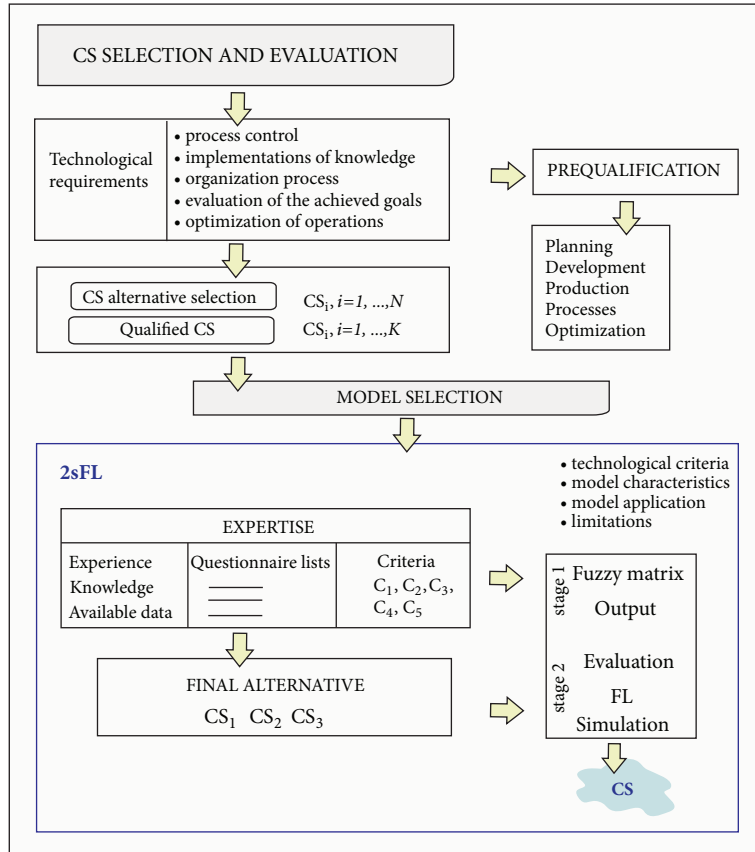 CS SELECTION AND EVALUATION
Technological
requirements
• process control
• implementations of knowledge
• organization process
• evaluation of the achieved goals
• optimization of operations
PREQUALIFICATION
Planning
Development
Production
Processes
Optimization
CS alternative selection
CSᵢ, i=1, ...,N
Qualified CS
CSᵢ, i=1, ...,K
MODEL SELECTION
2sFL
• technological criteria
• model characteristics
• model application
• limitations
EXPERTISE
Experience
Knowledge
Available data
Questionnaire lists
Criteria
C₁, C₂,C₃,
C₄, C₅
stage 1
Fuzzy matrix
Output
FINAL ALTERNATIVE
CS₁ CS₂ CS₃
stage 2
Evaluation
FL
Simulation
CS